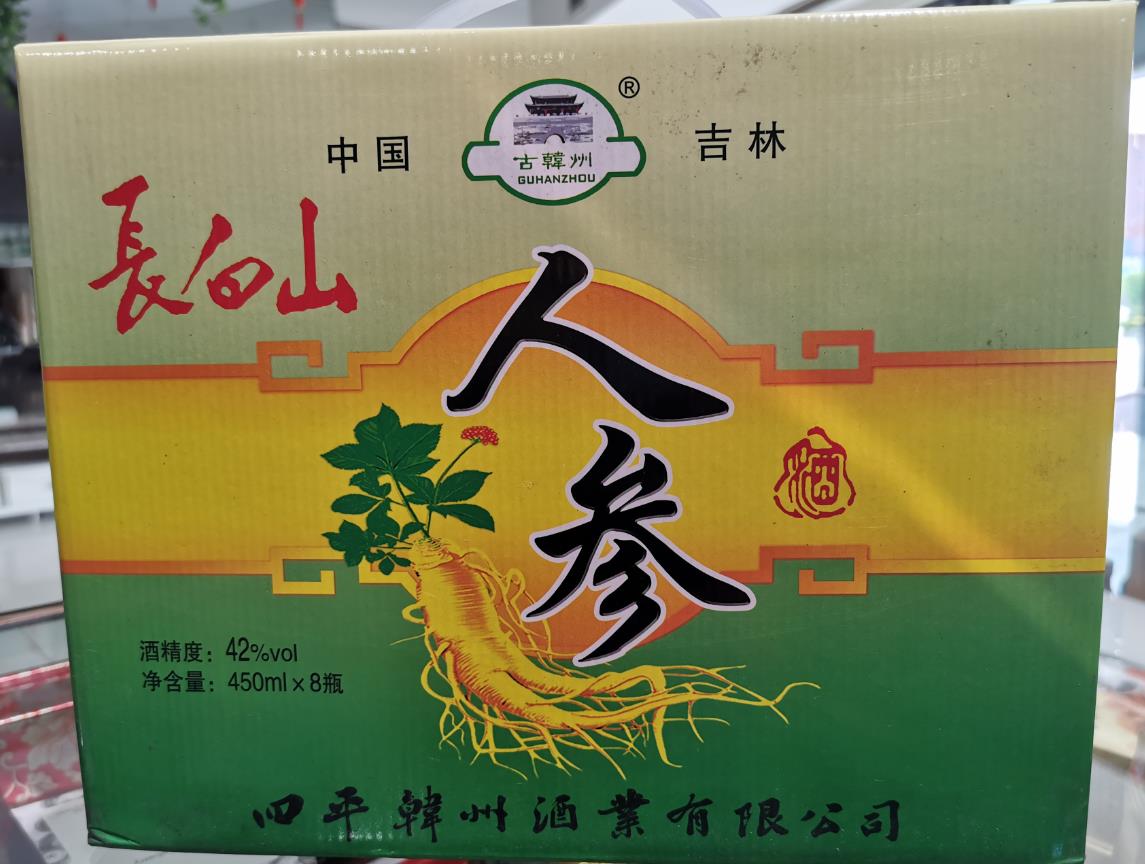 中国
®
吉林
古韓州
GUHANZHOU
長白山
人参
酒
酒精度：42%vol
净含量：450ml×8瓶
四平韓州酒業有限公司